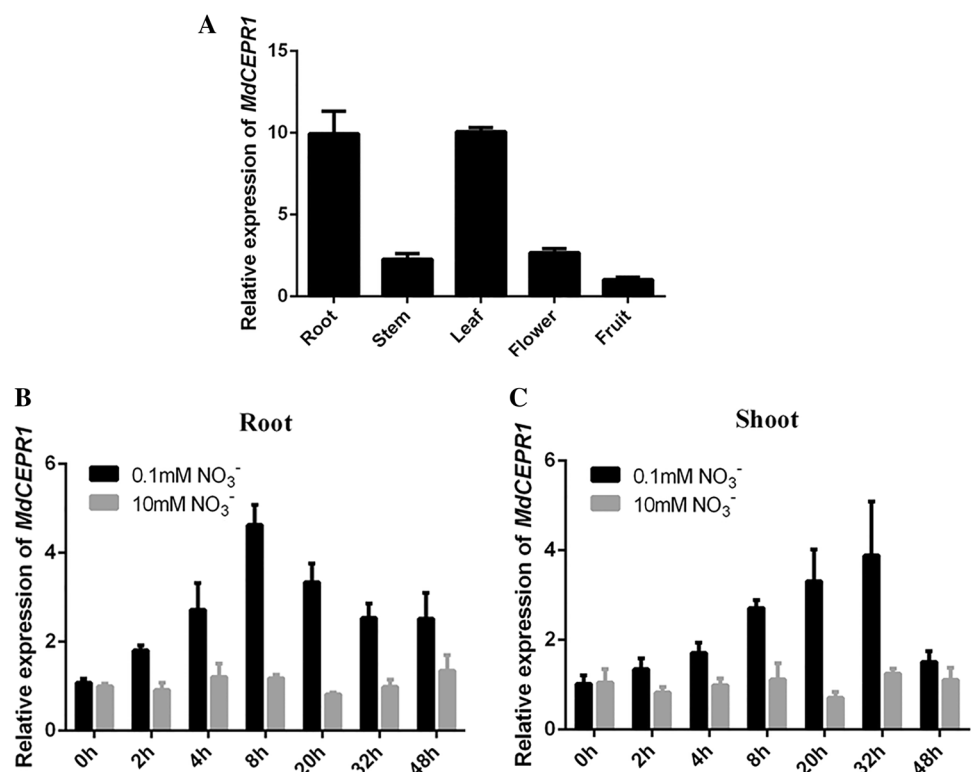 A
Relative expression of MdCEPR1
15
10
5
0
Root
Stem
Leaf
Flower
Fruit
B
Root
Relative expression of MdCEPR1
0.1mM NO₃⁻
10mM NO₃⁻
6
4
2
0
0h
2h
4h
8h
20h
32h
48h
C
Shoot
Relative expression of MdCEPR1
0.1mM NO₃⁻
10mM NO₃⁻
6
4
2
0
0h
2h
4h
8h
20h
32h
48h